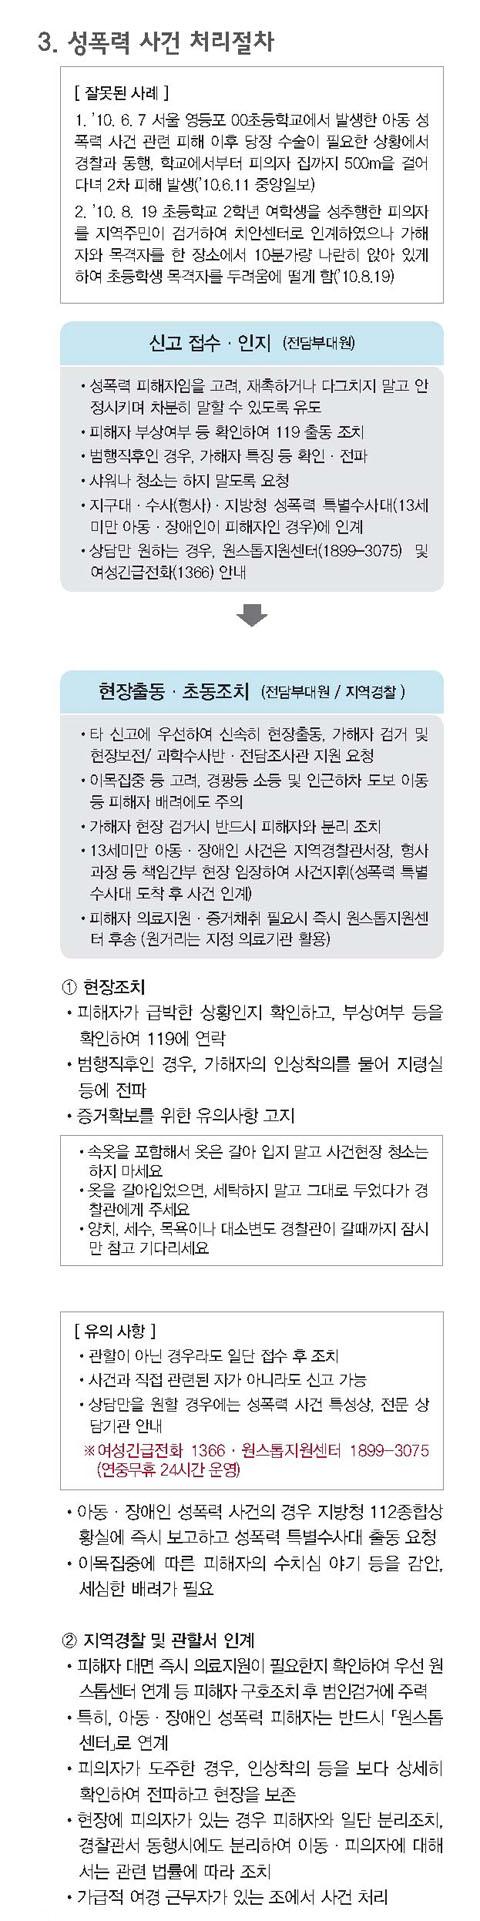 3. 성폭력 사건 처리절차
[ 잘못된 사례 ]
1. '10. 6. 7 서울 영등포 00초등학교에서 발생한 아동 성
폭력 사건 관련 피해 이후 당장 수술이 필요한 상황에서
경찰과 동행, 학교에서부터 피의자 집까지 500m을 걸어
다녀 2차 피해 발생('10.6.11 중앙일보)
2. '10. 8. 19 초등학교 2학년 여학생을 성추행한 피의자
를 지역주민이 검거하여 치안센터로 인계하였으나 가해
자와 목격자를 한 장소에서 10분가량 나란히 앉아 있게
하여 초등학생 목격자를 두려움에 떨게 함('10.8.19)
신고 접수 · 인지 (전담부대원)
• 성폭력 피해자임을 고려, 재촉하거나 다그치지 말고 안
정시키며 차분히 말할 수 있도록 유도
• 피해자 부상여부 등 확인하여 119 출동 조치
• 범행직후인 경우, 가해자 특징 등 확인 · 전파
• 샤워나 청소는 하지 말도록 요청
• 지구대 · 수사(형사) · 지방청 성폭력 특별수사대(13세
미만 아동 · 장애인이 피해자인 경우)에 인계
• 상담만 원하는 경우, 원스톱지원센터(1899-3075) 및
여성긴급전화(1366) 안내
현장출동 · 초동조치 (전담부대원 / 지역경찰 )
• 타 신고에 우선하여 신속히 현장출동, 가해자 검거 및
현장보전/ 과학수사반 · 전담조사관 지원 요청
• 이목집중 등 고려, 경광등 소등 및 인근하차 도보 이동
등 피해자 배려에도 주의
• 가해자 현장 검거시 반드시 피해자와 분리 조치
• 13세미만 아동 · 장애인 사건은 지역경찰관서장, 형사
과장 등 책임간부 현장 임장하여 사건지휘(성폭력 특별
수사대 도착 후 사건 인계)
• 피해자 의료지원 · 증거채취 필요시 즉시 원스톱지원센
터 후송 (원거리는 지정 의료기관 활용)
① 현장조치
• 피해자가 급박한 상황인지 확인하고, 부상여부 등을
확인하여 119에 연락
• 범행직후인 경우, 가해자의 인상착의를 물어 지령실
등에 전파
• 증거확보를 위한 유의사항 고지
• 속옷을 포함해서 옷은 갈아 입지 말고 사건현장 청소는
하지 마세요
• 옷을 갈아입었으면, 세탁하지 말고 그대로 두었다가 경
찰관에게 주세요
• 양치, 세수, 목욕이나 대소변도 경찰관이 갈때까지 잠시
만 참고 기다리세요
[ 유의 사항 ]
• 관할이 아닌 경우라도 일단 접수 후 조치
• 사건과 직접 관련된 자가 아니라도 신고 가능
• 상담만을 원할 경우에는 성폭력 사건 특성상, 전문 상
담기관 안내
※여성긴급전화 1366 · 원스톱지원센터 1899-3075
(연중무휴 24시간 운영)
• 아동 · 장애인 성폭력 사건의 경우 지방청 112종합상
황실에 즉시 보고하고 성폭력 특별수사대 출동 요청
• 이목집중에 따른 피해자의 수치심 야기 등을 감안,
세심한 배려가 필요
② 지역경찰 및 관할서 인계
• 피해자 대면 즉시 의료지원이 필요한지 확인하여 우선 원
스톱센터 연계 등 피해자 구호조치 후 범인검거에 주력
• 특히, 아동 · 장애인 성폭력 피해자는 반드시 「원스톱
센터」로 연계
• 피의자가 도주한 경우, 인상착의 등을 보다 상세히
확인하여 전파하고 현장을 보존
• 현장에 피의자가 있는 경우 피해자와 일단 분리조치,
경찰관서 동행시에도 분리하여 이동 · 피의자에 대해
서는 관련 법률에 따라 조치
• 가급적 여경 근무자가 있는 조에서 사건 처리